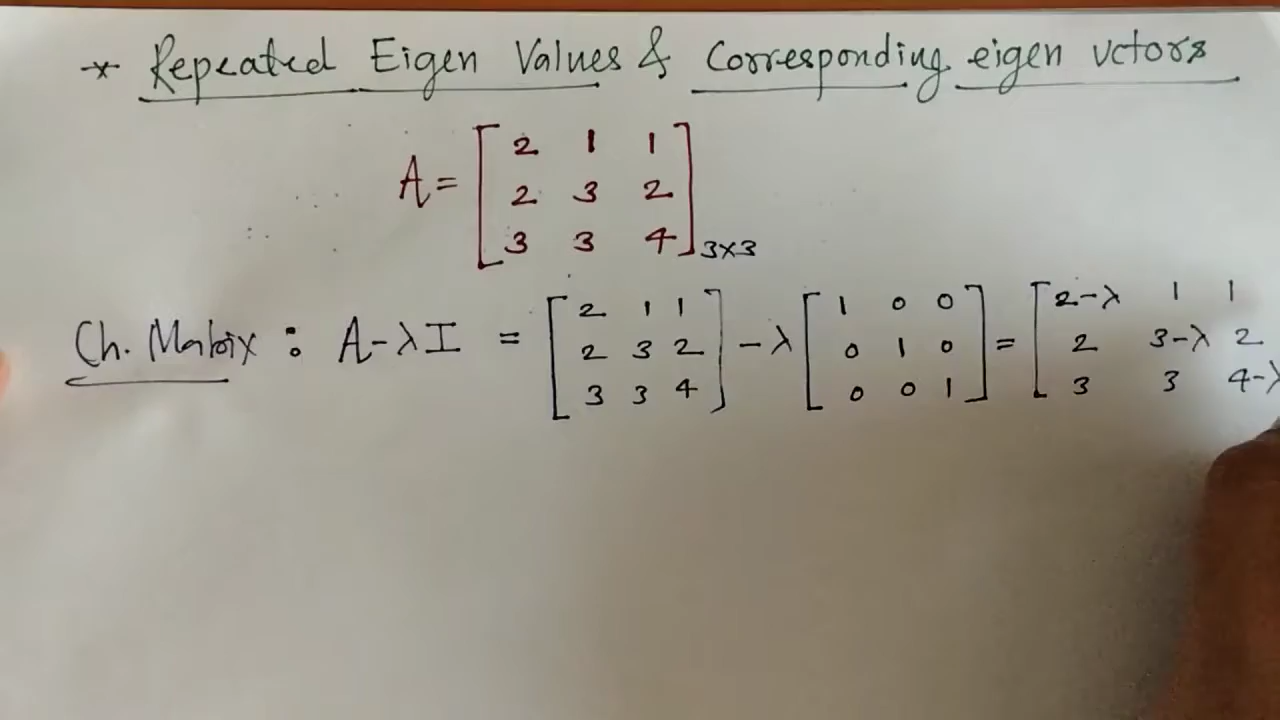 * Repeated Eigen Values & Corresponding eigen vctors
A = [ 2 1 1
2 3 2
3 3 4 ] 3×3
Ch. Matrix : A-λI = [ 2 1 1 ] -λ [ 1 0 0 ] = [ 2-λ 1 1
2 3 2 0 1 0 2 3-λ 2
3 3 4 0 0 1 3 3 4-λ